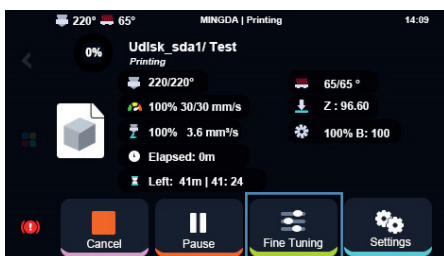 220° 65° MINGDA | Printing 14:09
0% Udisk_sda1/ Test
Printing
220/220° 65/65 °
100% 30/30 mm/s Z : 96.60
100% 3.6 mm³/s 100% B: 100
Elapsed: 0m
Left: 41m | 41: 24
Cancel Pause Fine Tuning Settings